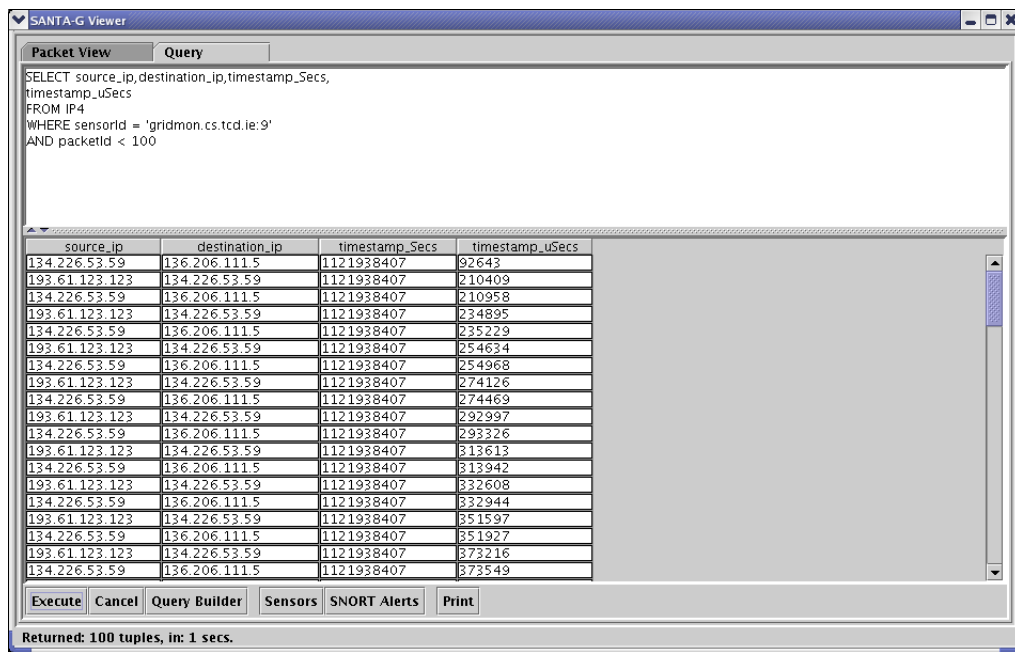 SANTA-G Viewer
Packet View Query
SELECT source_ip,destination_ip,timestamp_Secs,
timestamp_uSecs
FROM IP4
WHERE sensorId = 'gridmon.cs.tcd.ie:9'
AND packetId < 100
source_ip destination_ip timestamp_Secs timestamp_uSecs
134.226.53.59 136.206.111.5 1121938407 92643
193.61.123.123 134.226.53.59 1121938407 210409
134.226.53.59 136.206.111.5 1121938407 210958
193.61.123.123 134.226.53.59 1121938407 234895
134.226.53.59 136.206.111.5 1121938407 235229
193.61.123.123 134.226.53.59 1121938407 254634
134.226.53.59 136.206.111.5 1121938407 254968
193.61.123.123 134.226.53.59 1121938407 274126
134.226.53.59 136.206.111.5 1121938407 274469
193.61.123.123 134.226.53.59 1121938407 292997
134.226.53.59 136.206.111.5 1121938407 293326
193.61.123.123 134.226.53.59 1121938407 313613
134.226.53.59 136.206.111.5 1121938407 313942
193.61.123.123 134.226.53.59 1121938407 332608
134.226.53.59 136.206.111.5 1121938407 332944
193.61.123.123 134.226.53.59 1121938407 351597
134.226.53.59 136.206.111.5 1121938407 351927
193.61.123.123 134.226.53.59 1121938407 373216
134.226.53.59 136.206.111.5 1121938407 373549
Execute Cancel Query Builder Sensors SNORT Alerts Print
Returned: 100 tuples, in: 1 secs.